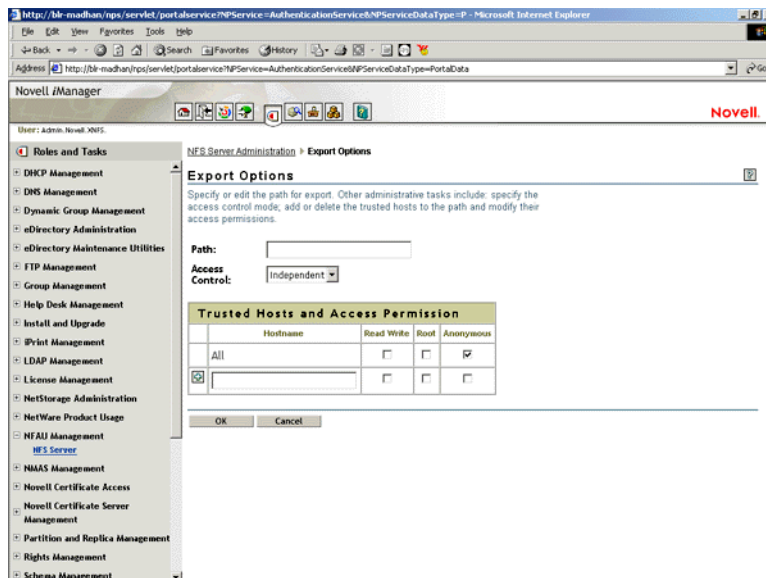 http://blr-madhan/nps/servlet/portalservice?NPService=AuthenticationService&NPServiceDataType=P - Microsoft Internet Explorer
File Edit View Favorites Tools Help
Back Search Favorites History
Address http://blr-madhan/nps/servlet/portalservice?NPService=AuthenticationService&NPServiceDataType=PortalData Go
Novell iManager
Novell.
User: Admin.Novell.XNFS.
Roles and Tasks
DHCP Management
DNS Management
Dynamic Group Management
eDirectory Administration
eDirectory Maintenance Utilities
FTP Management
Group Management
Help Desk Management
Install and Upgrade
iPrint Management
LDAP Management
License Management
NetStorage Administration
NetWare Product Usage
NFAU Management
NFS Server
NMAS Management
Novell Certificate Access
Novell Certificate Server
Management
Partition and Replica Management
Rights Management
Schema Management
NFS Server Administration Export Options
Export Options
Specify or edit the path for export. Other administrative tasks include: specify the
access control mode; add or delete the trusted hosts to the path and modify their
access permissions.
Path:
Access
Control: Independent
Trusted Hosts and Access Permission
Hostname Read Write Root Anonymous
All
OK Cancel